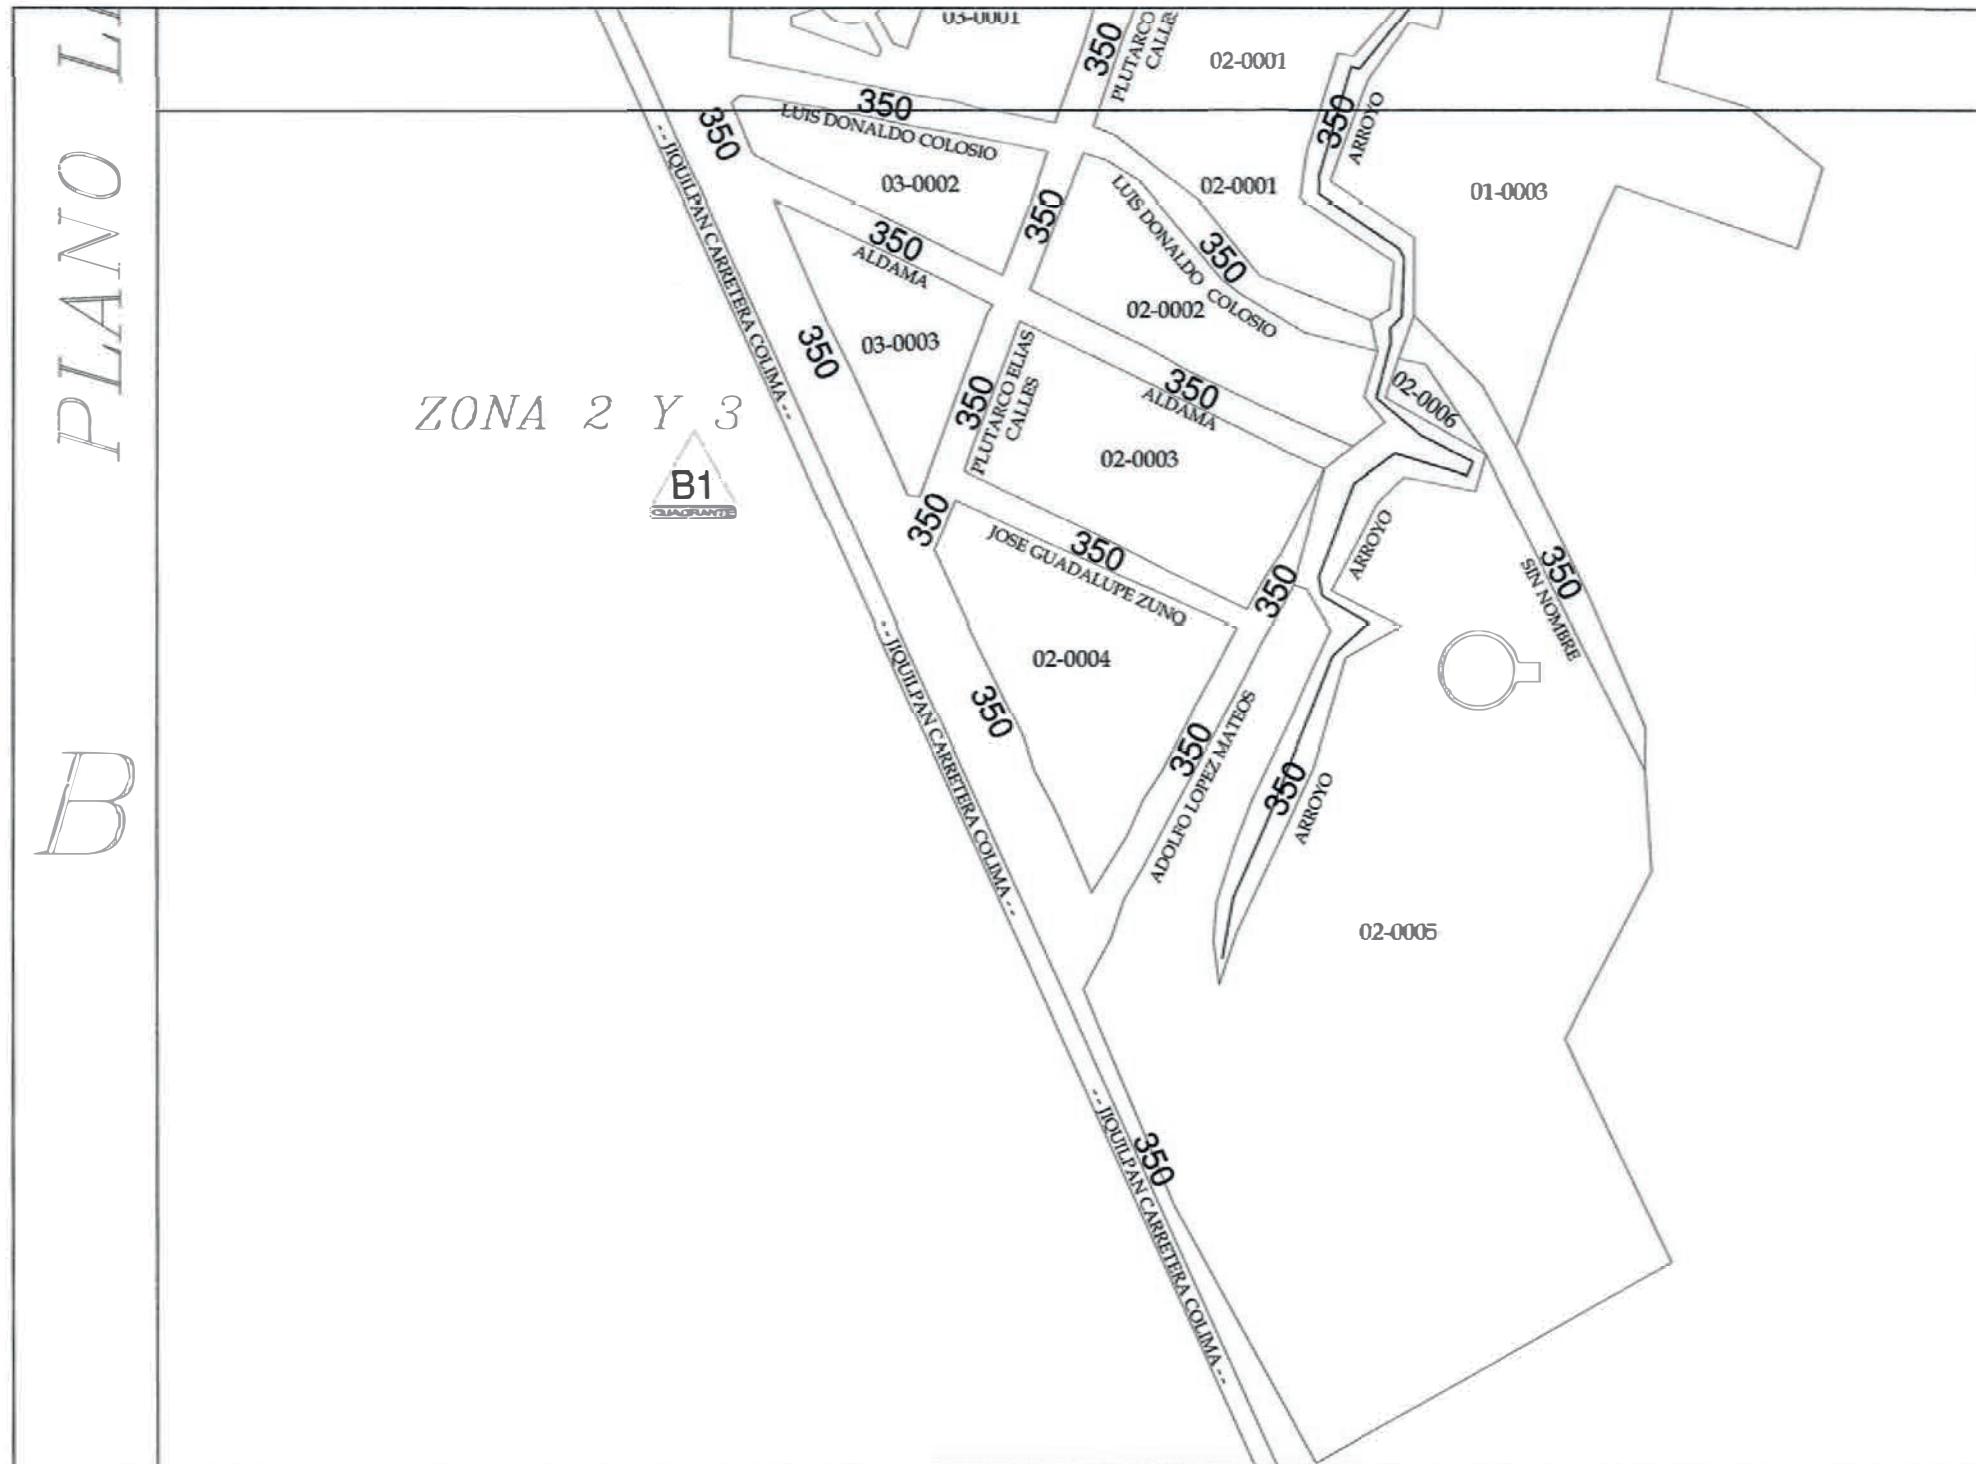 PLANO
B
03-0001
350
PLUTARCO
CALLES
02-0001
350
ARROYO
350
350
LUIS DONALDO COLOSIO
03-0002
-- JIQUILPAN CARRETERA COLIMA --
350
LUIS DONALDO COLOSIO
350
02-0001
01-0003
350
ALDAMA
02-0002
350
03-0003
350
PLUTARCO ELIAS
CALLES
350
ALDAMA
02-0006
02-0003
ZONA 2 Y 3
B1
CUADRANTE
350
350
JOSE GUADALUPE ZUNO
350
ARROYO
350
SIN NOMBRE
02-0004
350
-- JIQUILPAN CARRETERA COLIMA --
350
ADOLFO LOPEZ MATEOS
350
ARROYO
02-0005
350
-- JIQUILPAN CARRETERA COLIMA --